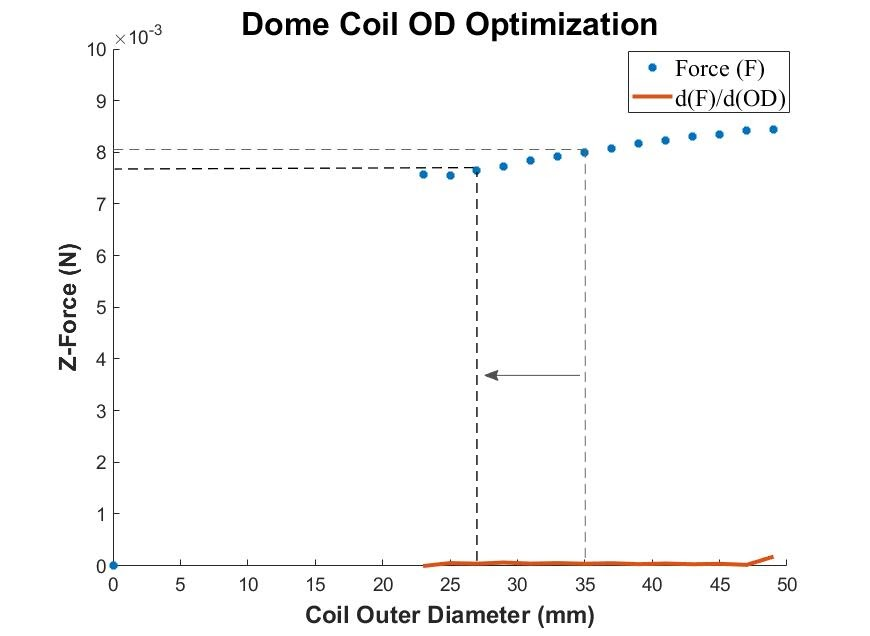 Dome Coil OD Optimization
×10⁻³
10
9
8
7
6
5
4
3
2
1
0
Z-Force (N)
Force (F)
d(F)/d(OD)
0 5 10 15 20 25 30 35 40 45 50
Coil Outer Diameter (mm)